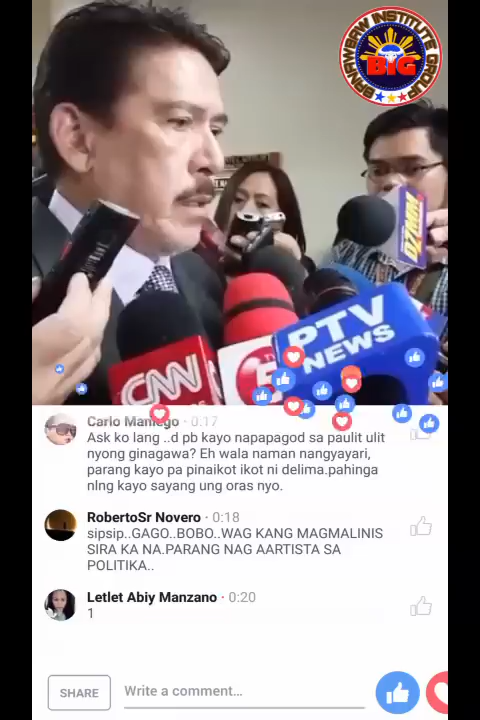 BRNARWBRW INSTITUTE GROUP
BIG
DZMM
CNN
PTV
NEWS
Carlo Maniego · 0:17
Ask ko lang ..d pb kayo napapagod sa paulit ulit
nyong ginagawa? Eh wala naman nangyayari,
parang kayo pa pinaikot ikot ni delima.pahinga
nlng kayo sayang ung oras nyo.
RobertoSr Novero · 0:18
sipsip..GAGO..BOBO..WAG KANG MAGMALINIS
SIRA KA NA.PARANG NAG AARTISTA SA
POLITIKA..
Letlet Abiy Manzano · 0:20
1
SHARE
Write a comment...